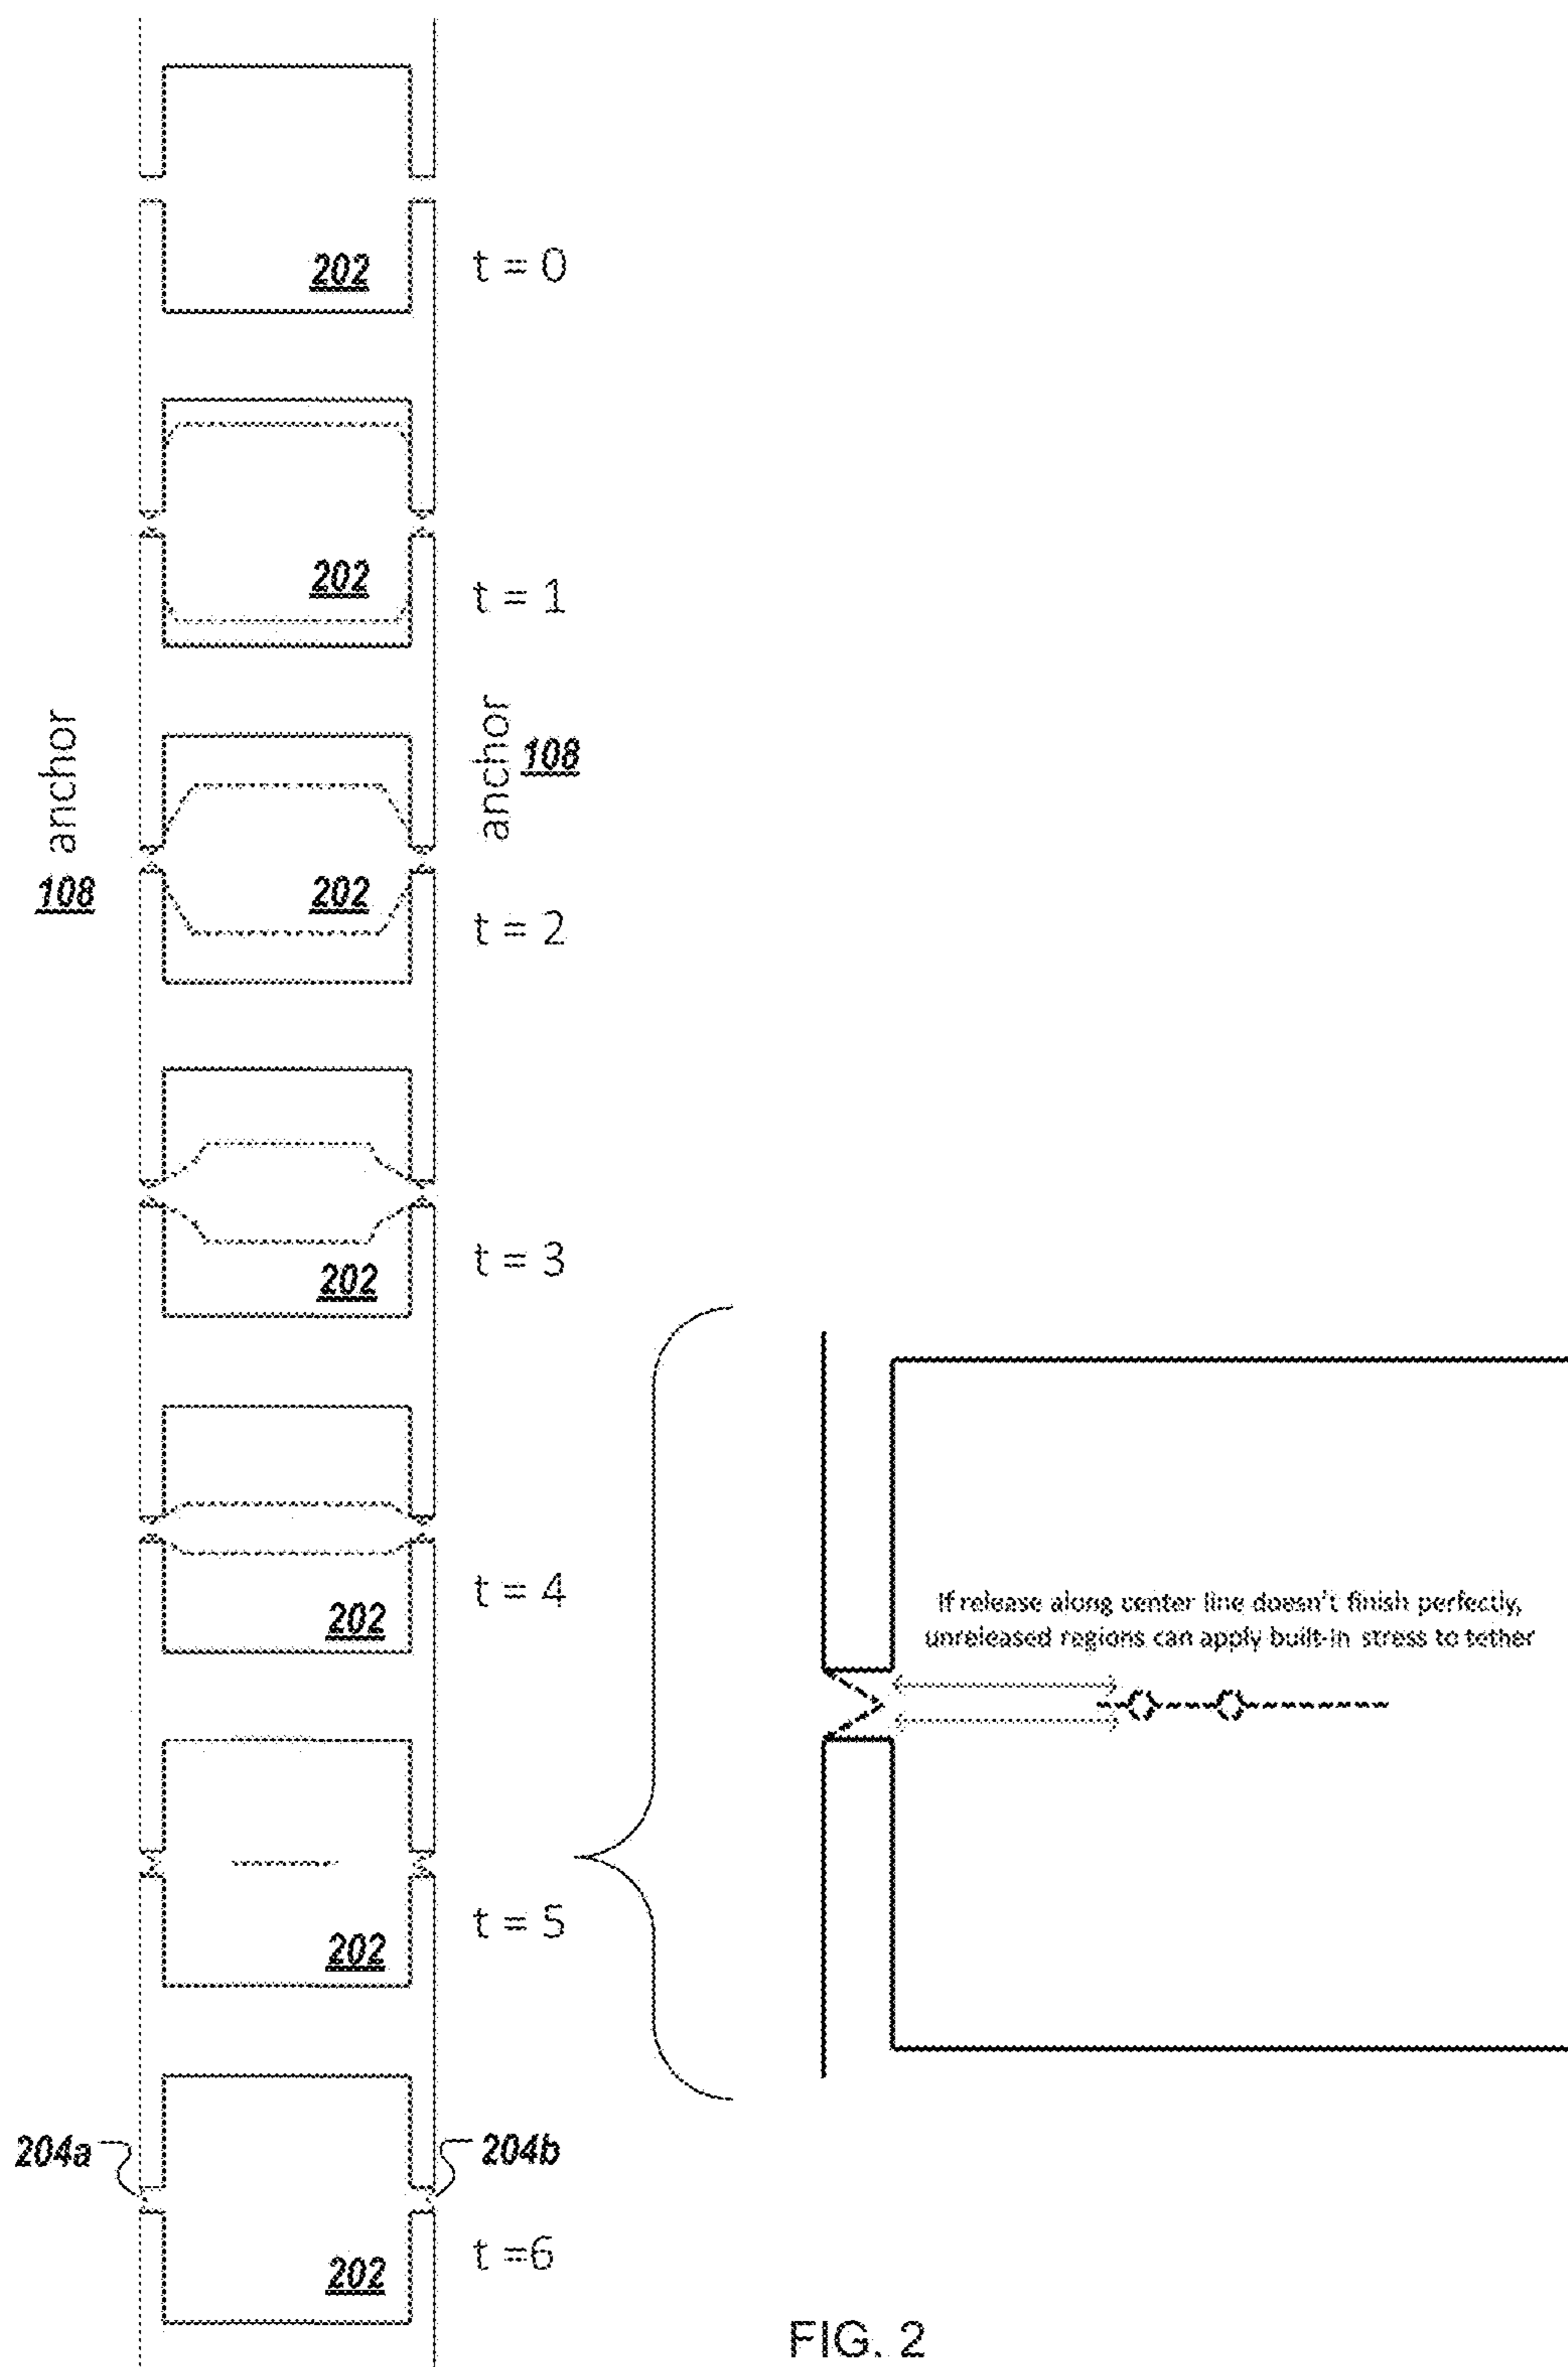 202
t = 0
202
t = 1
anchor
108
anchor
108
202
t = 2
202
t = 3
202
t = 4
If release along center line doesn't finish perfectly,
unreleased regions can apply built-in stress to tether
202
t = 5
204a
204b
202
t =6
FIG. 2